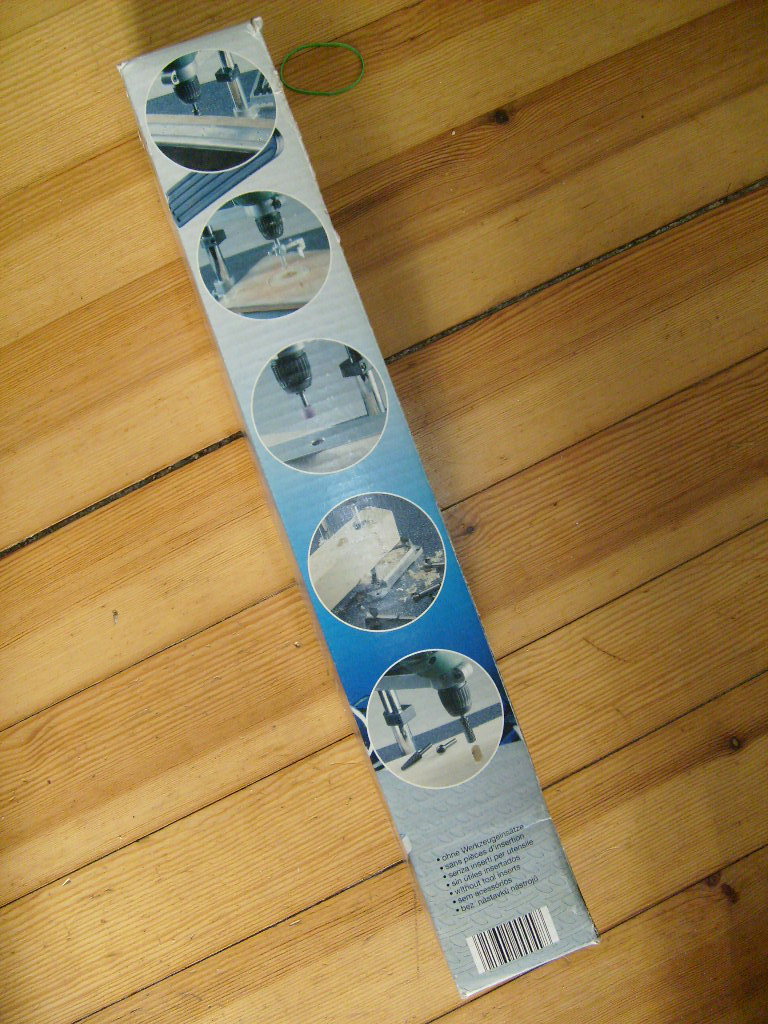 • ohne Werkzeugeinsätze
• sans pièces d'insertion
• senza inserti per utensile
• sin útiles insertados
• without tool inserts
• sem acessórios
• bez nástavků nástrojů